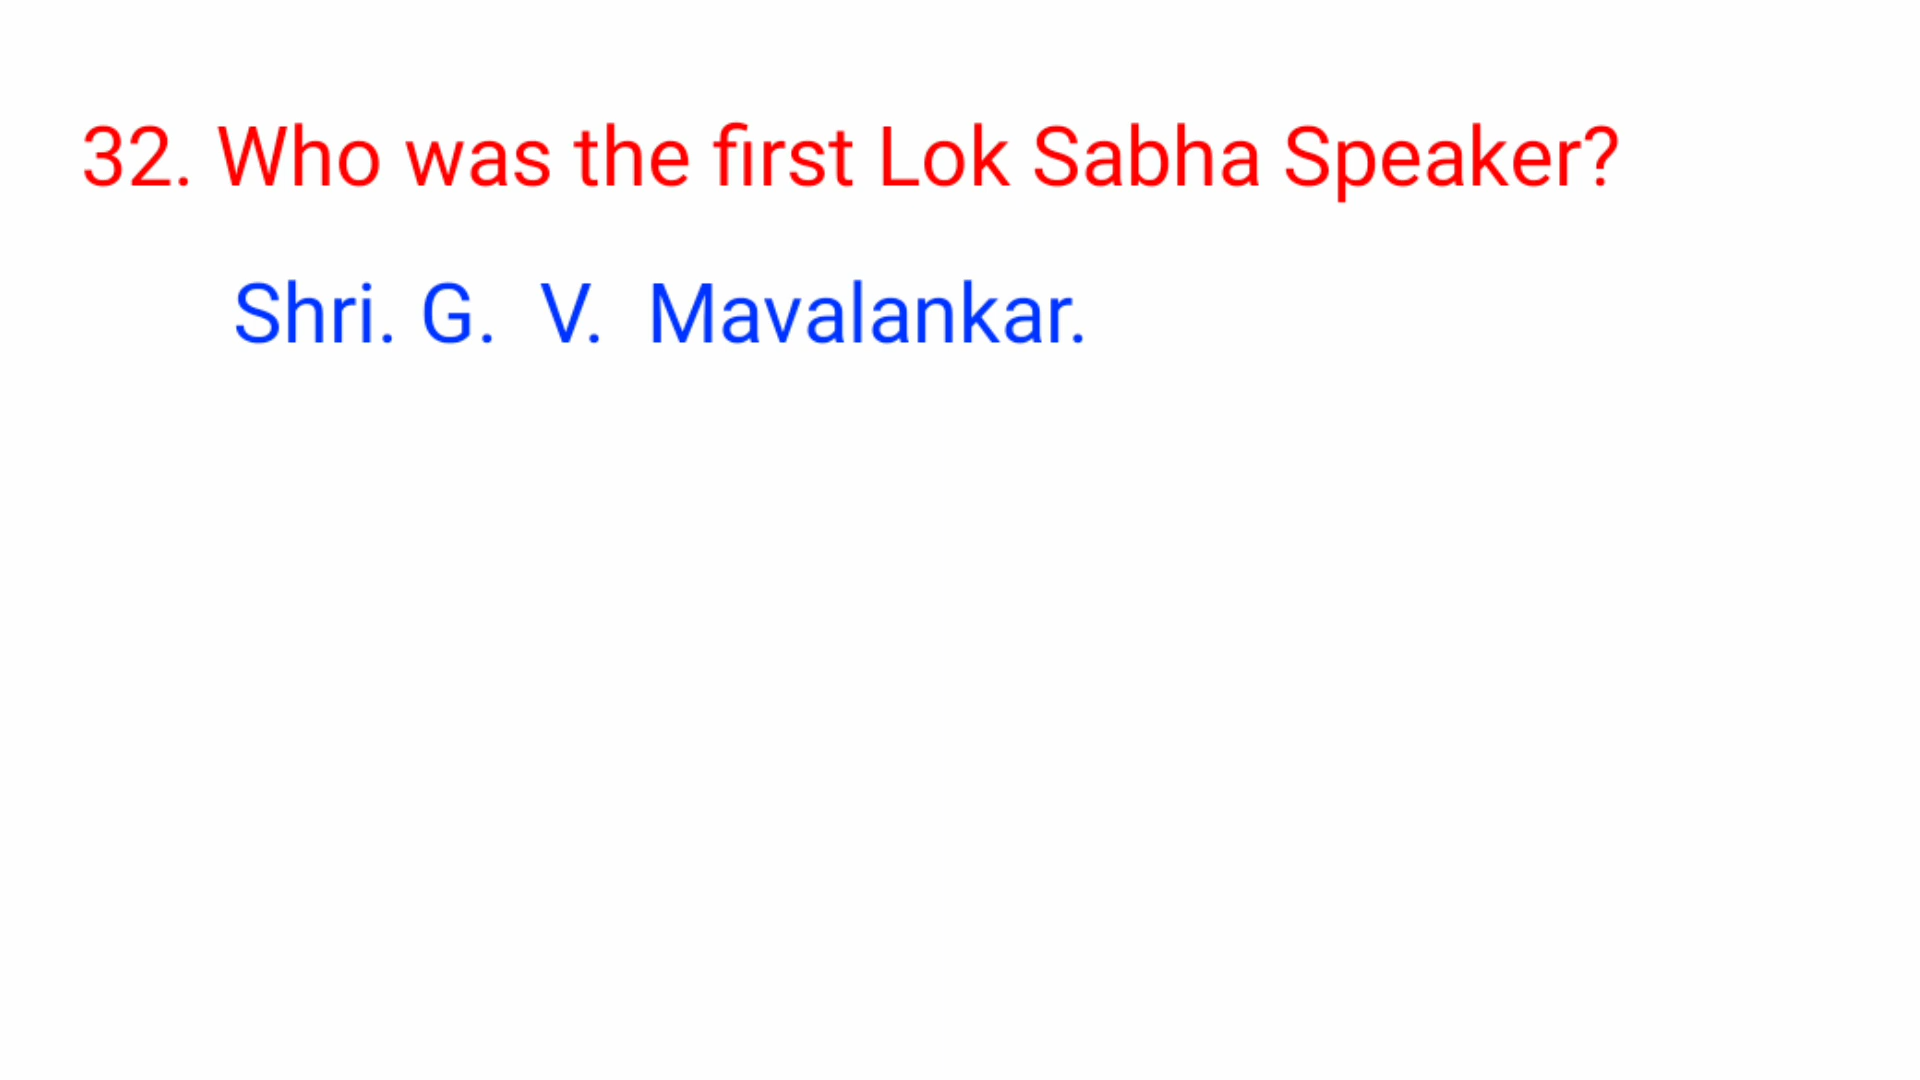 32. Who was the first Lok Sabha Speaker?
Shri. G. V. Mavalankar.